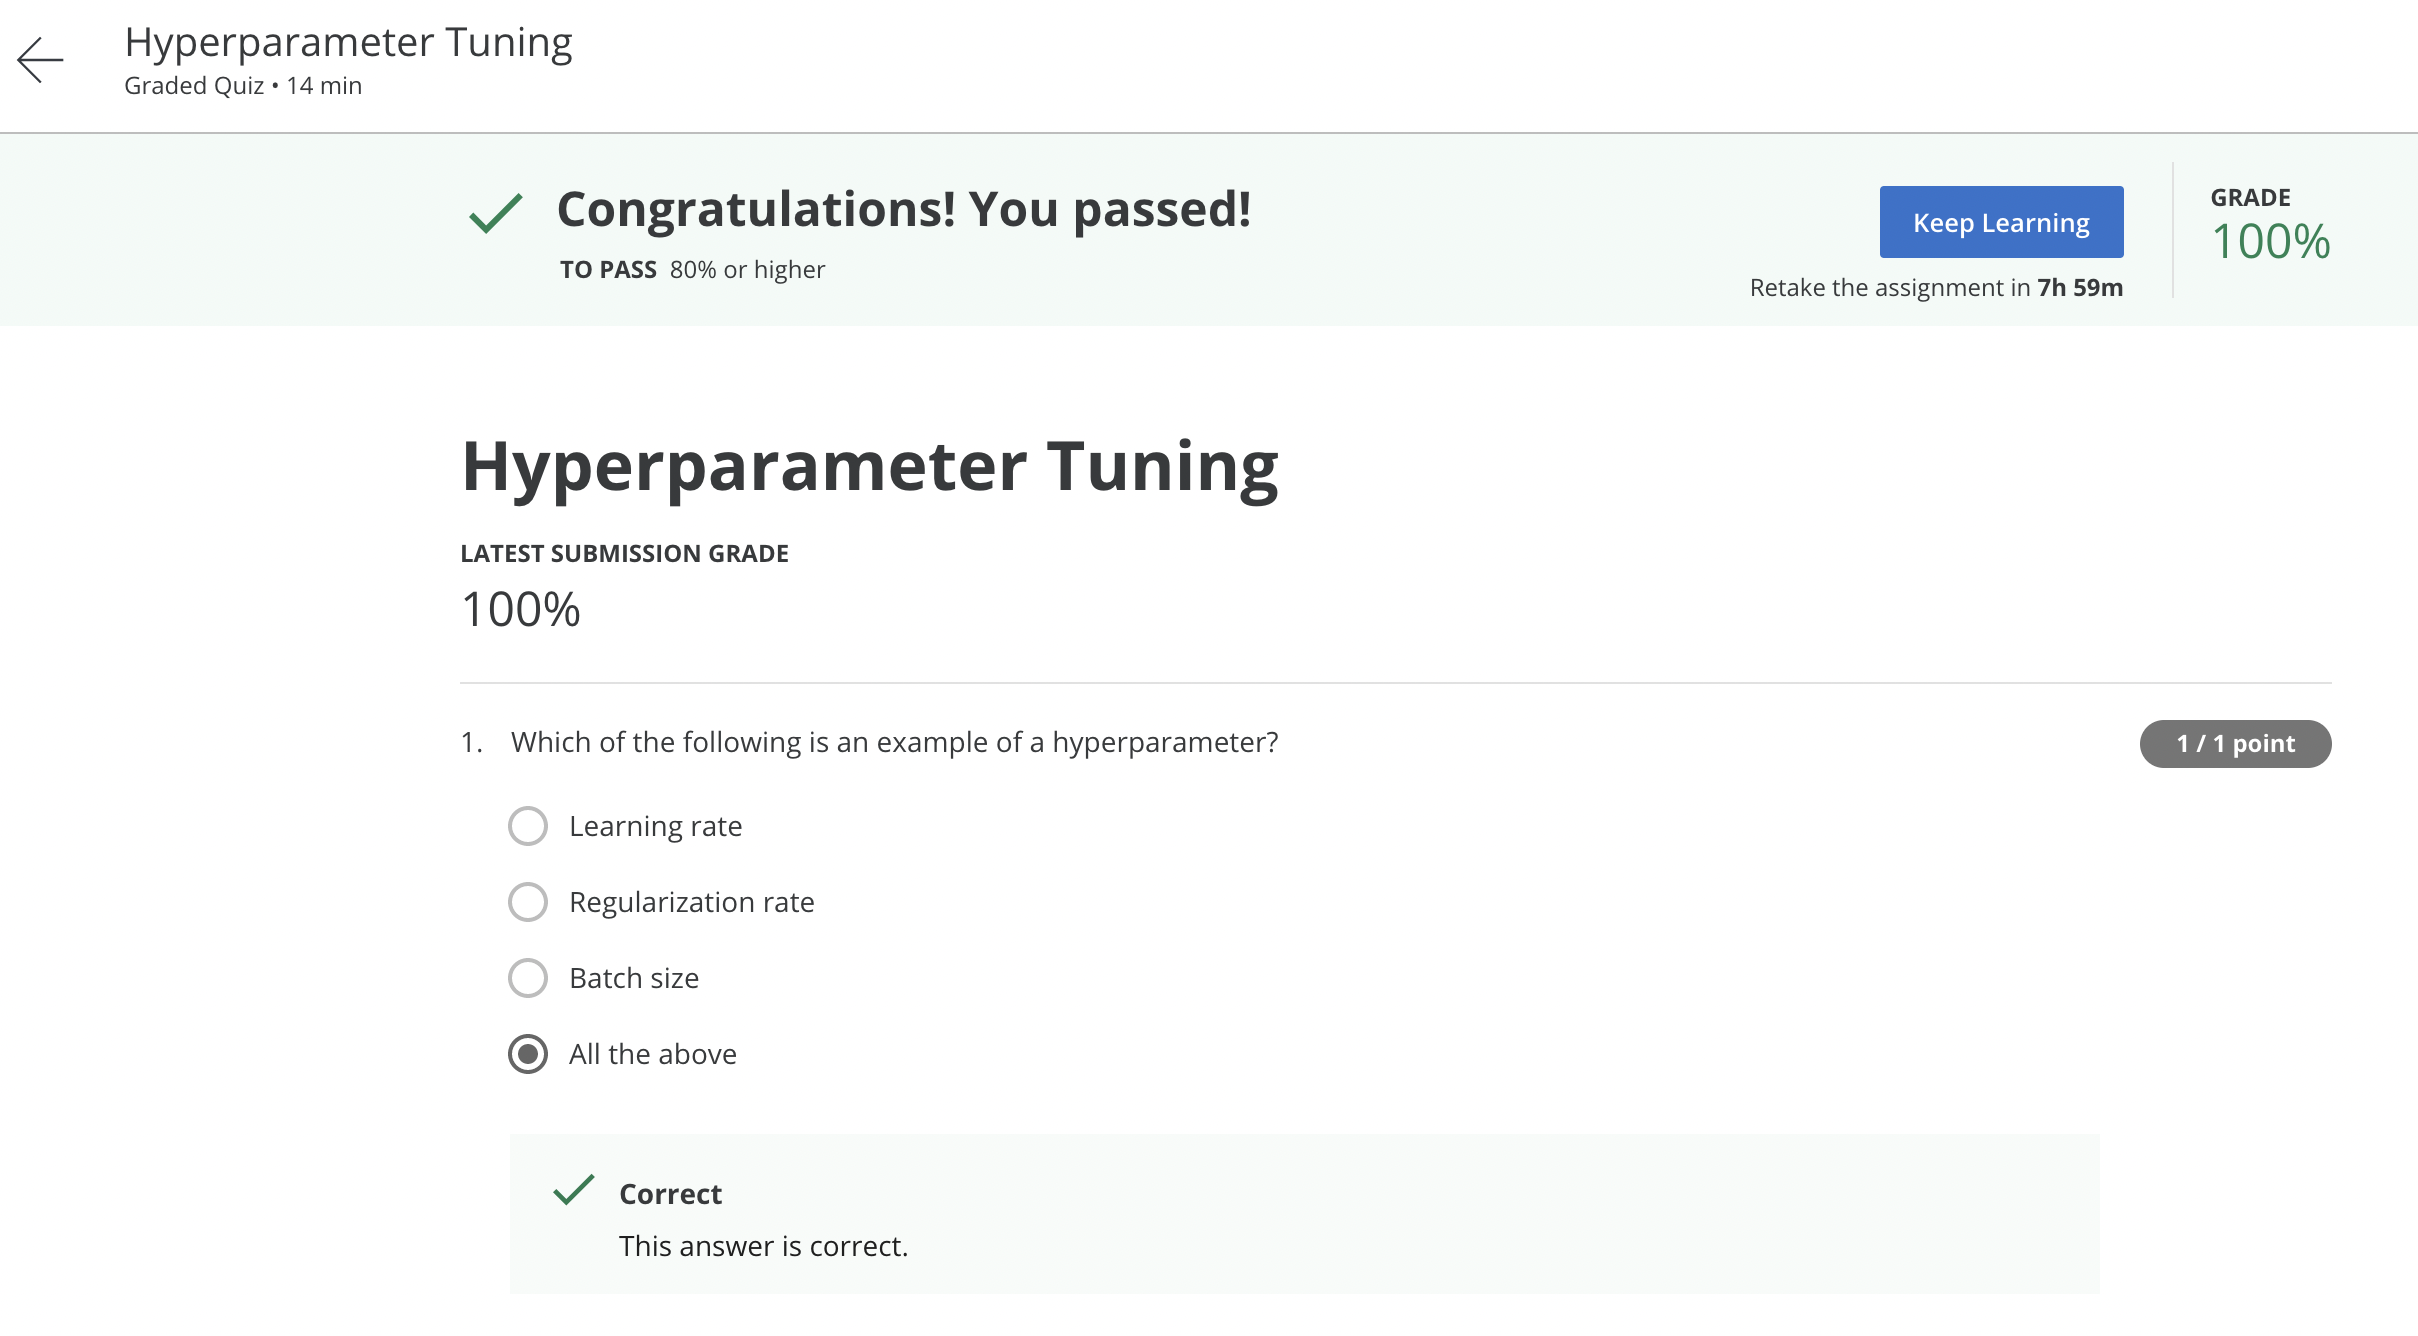 Hyperparameter Tuning
Graded Quiz • 14 min
Congratulations! You passed!
TO PASS 80% or higher
Keep Learning
Retake the assignment in 7h 59m
GRADE
100%
Hyperparameter Tuning
LATEST SUBMISSION GRADE
100%
1. Which of the following is an example of a hyperparameter?
1 / 1 point
Learning rate
Regularization rate
Batch size
All the above
Correct
This answer is correct.